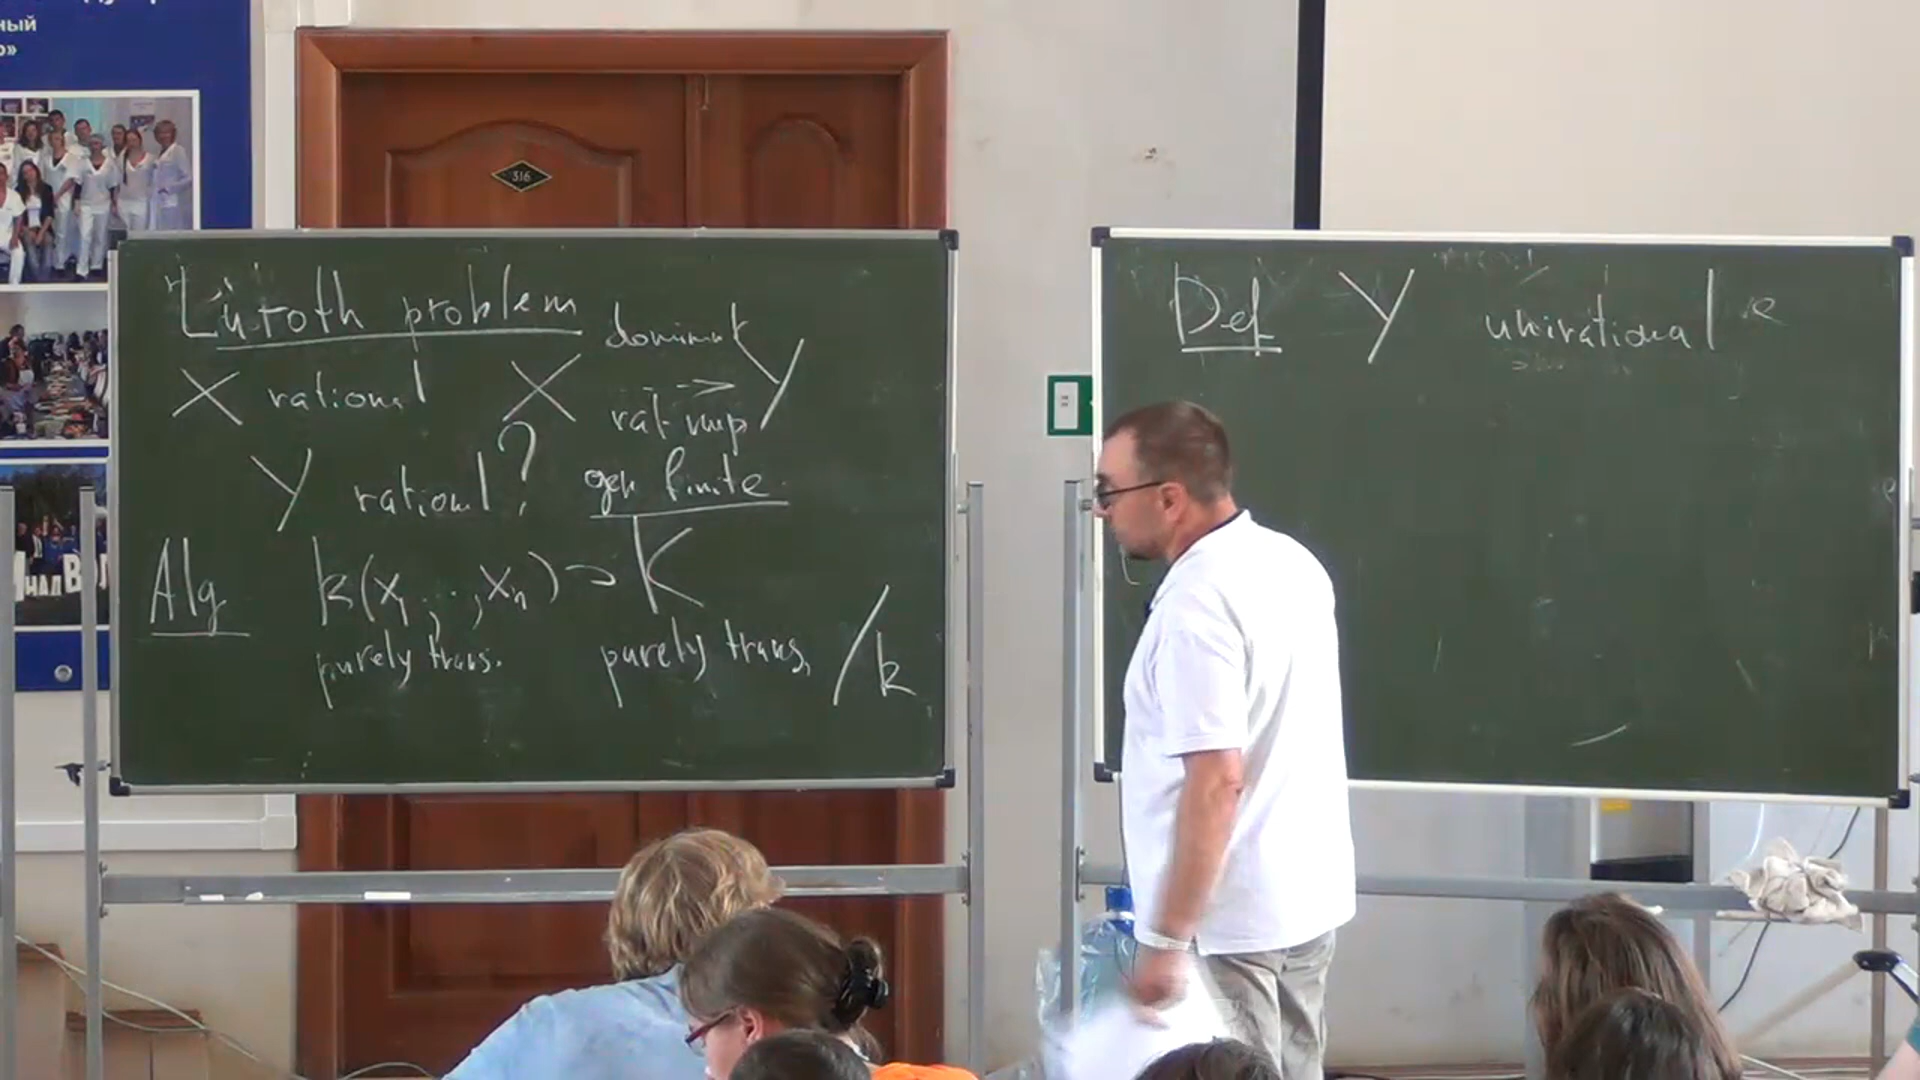 ный
о»
316
Lüroth problem
X rational X dominant rat. map --> Y
Y rational? gen finite
Alg k(x₁,..,xₙ) ⊃ K
purely trans. purely trans. /k
Def Y unirational